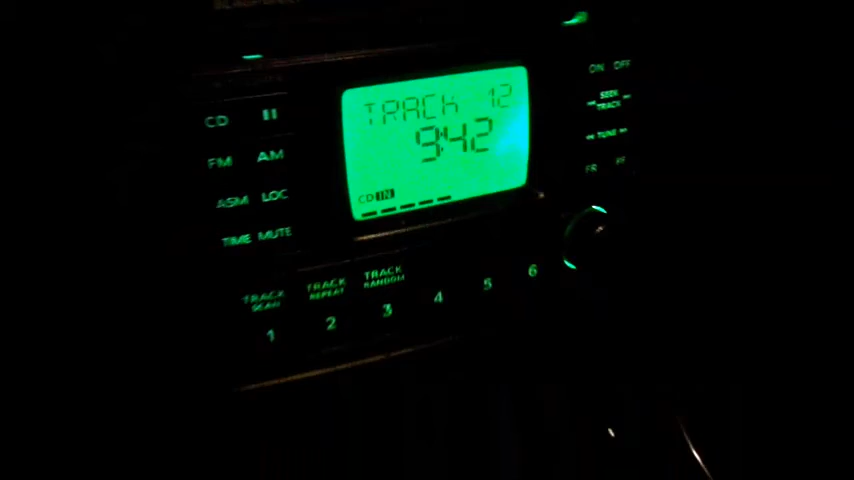 TRACK 12
9:42
CD IN
CD
FM AM
ASM LOC
TIME MUTE
ON OFF
SEEK
TRACK
TUNE
FR
TRACK SCAN
TRACK REPEAT
TRACK RANDOM
1 2 3 4 5 6